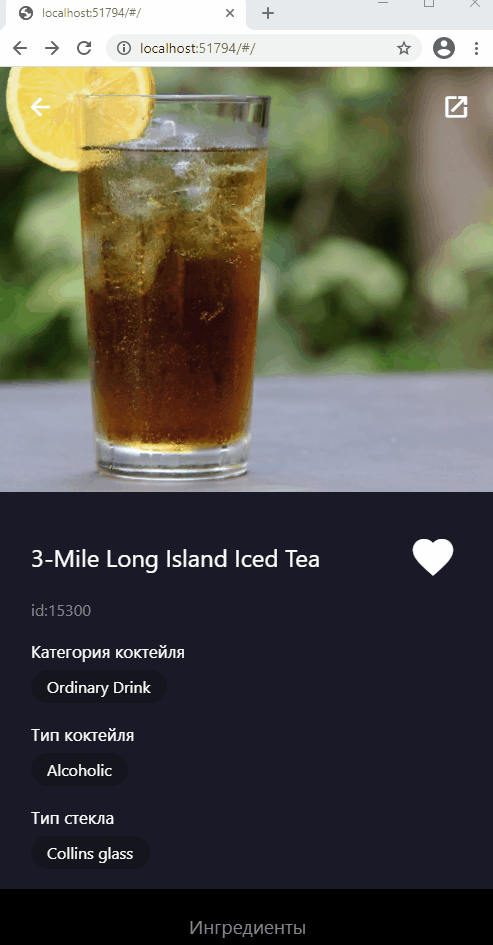 localhost:51794/#/
localhost:51794/#/
3-Mile Long Island Iced Tea
id:15300
Категория коктейля
Ordinary Drink
Тип коктейля
Alcoholic
Тип стекла
Collins glass
Ингредиенты